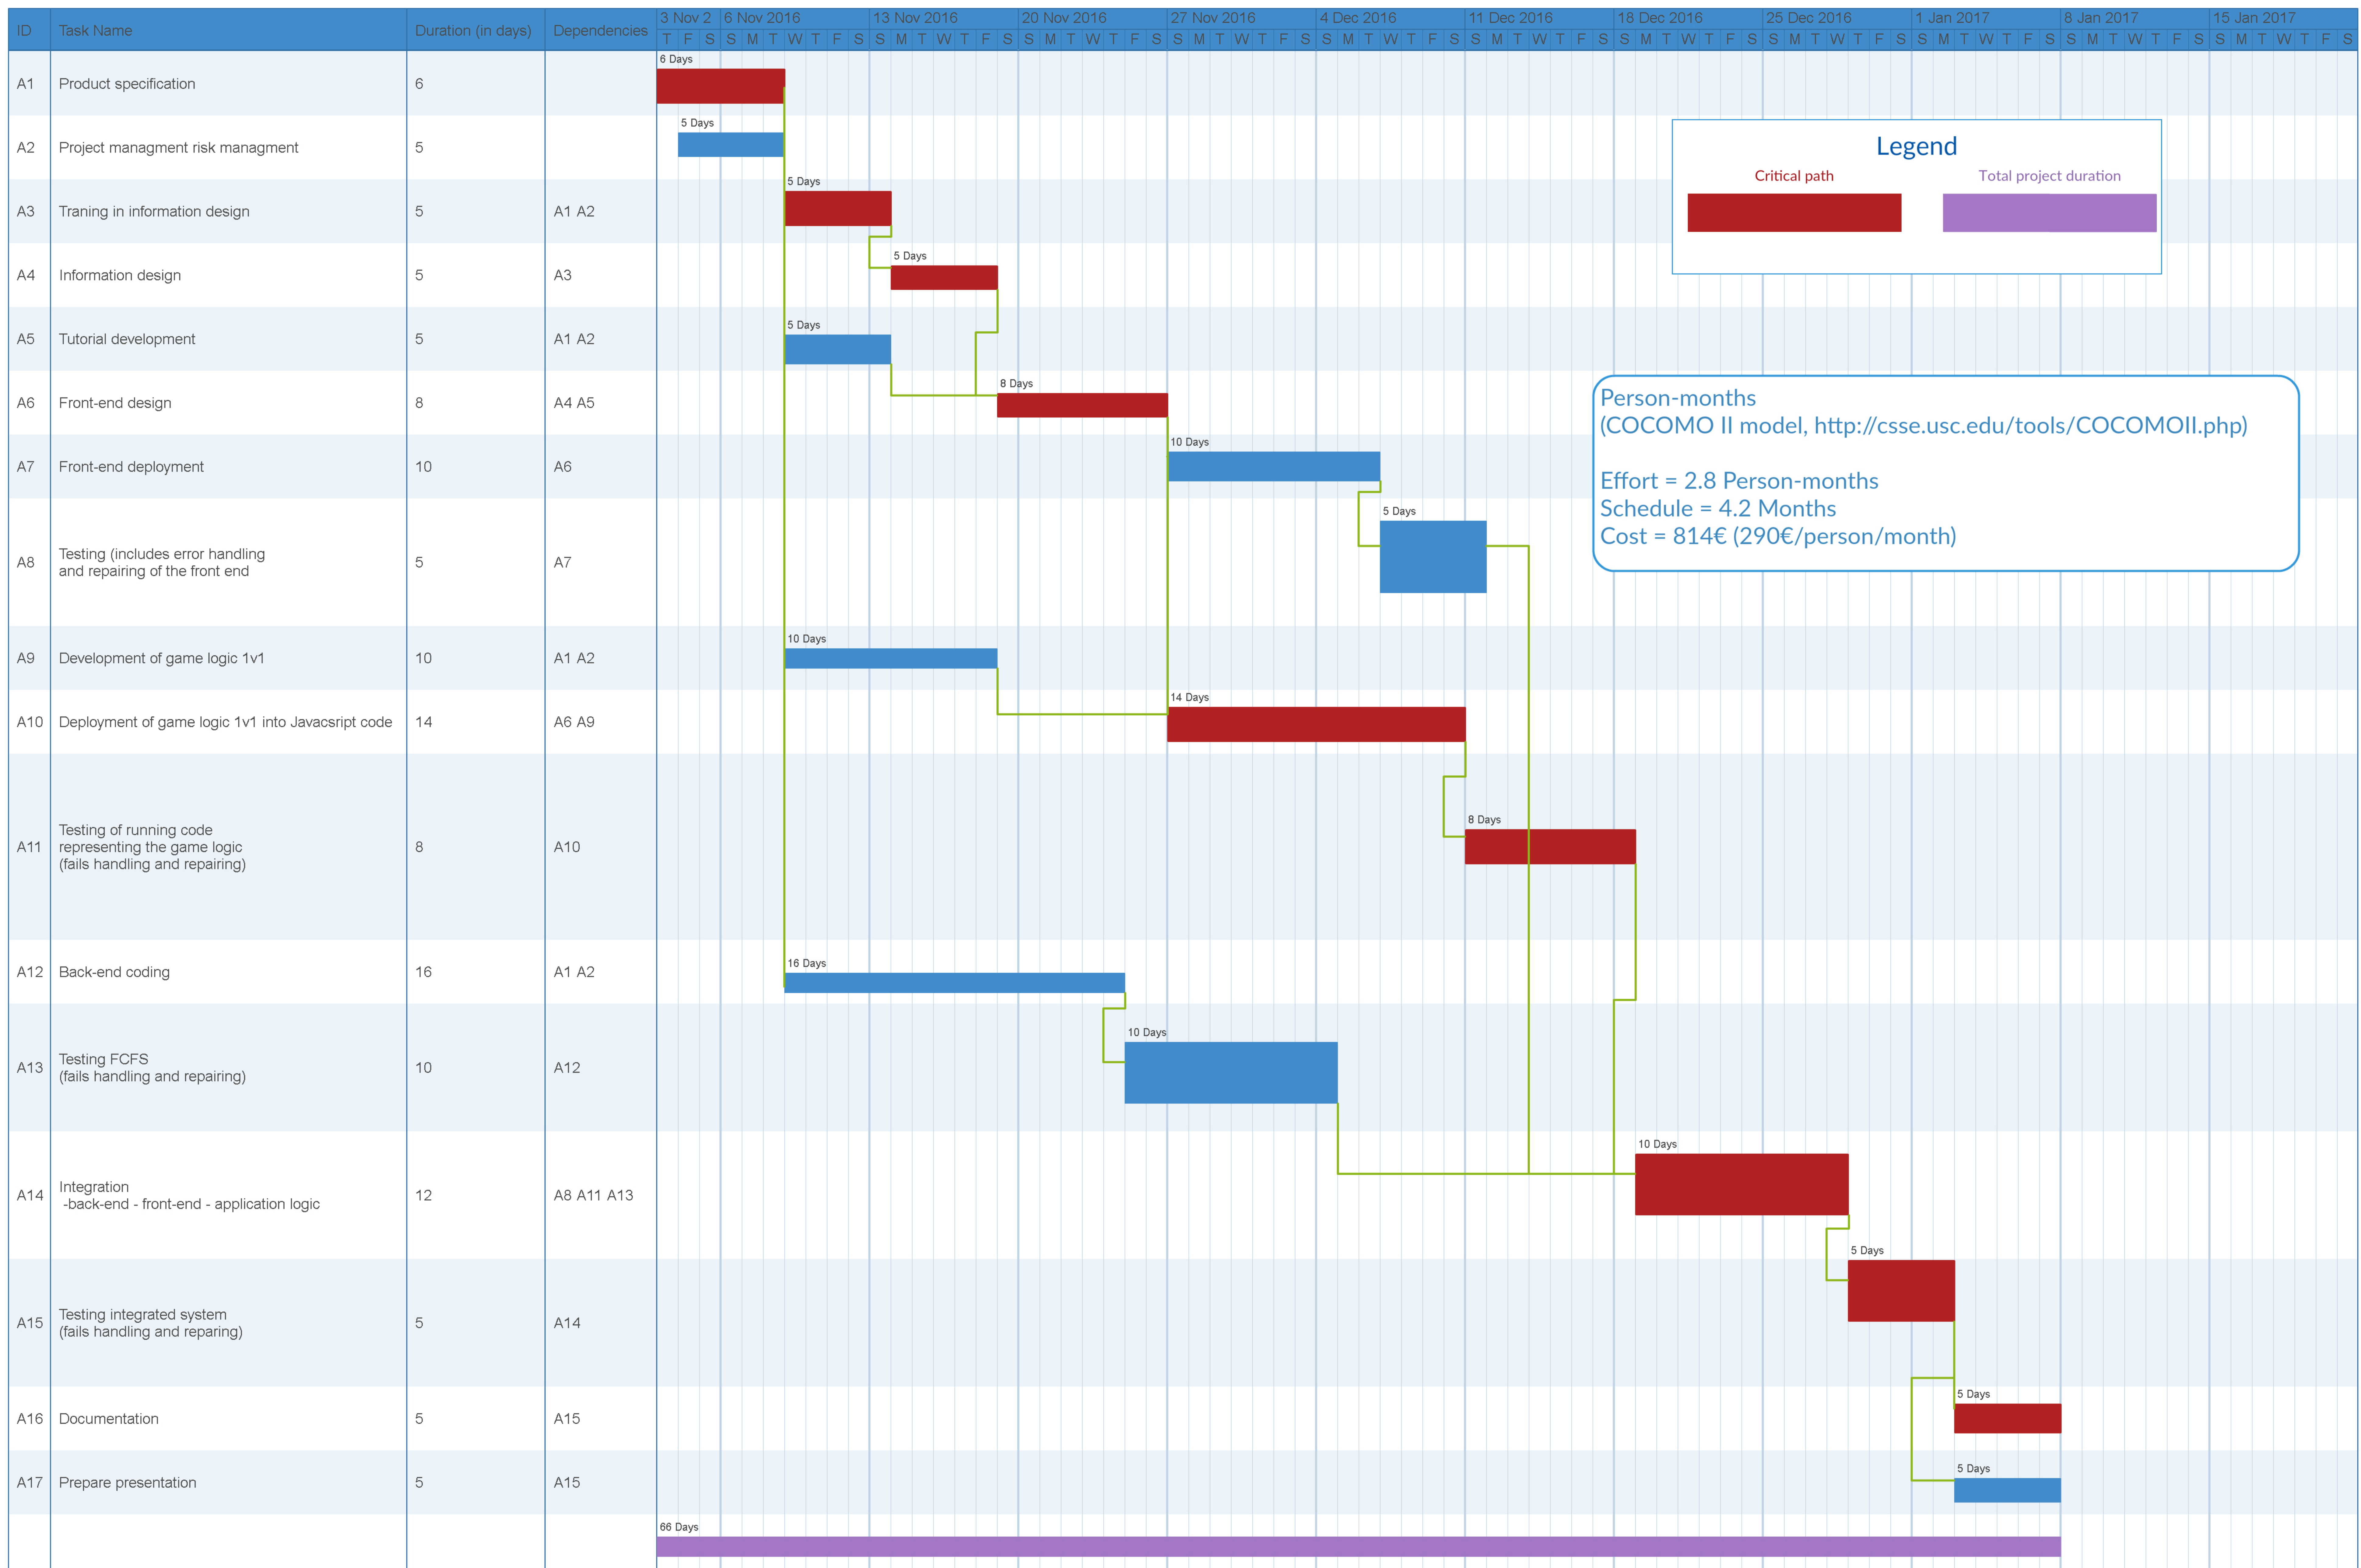 ID Task Name Duration (in days) Dependencies 3 Nov 2 6 Nov 2016 13 Nov 2016 20 Nov 2016 27 Nov 2016 4 Dec 2016 11 Dec 2016 18 Dec 2016 25 Dec 2016 1 Jan 2017 8 Jan 2017 15 Jan 2017
T F S S M T W T F S S M T W T F S S M T W T F S S M T W T F S S M T W T F S S M T W T F S S M T W T F S S M T W T F S S M T W T F S S M T W T F S S M T W T F S
6 Days
A1 Product specification 6
5 Days
A2 Project managment risk managment 5
Legend
Critical path Total project duration
5 Days
A3 Traning in information design 5 A1 A2
5 Days
A4 Information design 5 A3
5 Days
A5 Tutorial development 5 A1 A2
8 Days
A6 Front-end design 8 A4 A5
Person-months
(COCOMO II model, http://csse.usc.edu/tools/COCOMOII.php)
Effort = 2.8 Person-months
Schedule = 4.2 Months
Cost = 814€ (290€/person/month)
10 Days
A7 Front-end deployment 10 A6
5 Days
A8 Testing (includes error handling
and repairing of the front end 5 A7
10 Days
A9 Development of game logic 1v1 10 A1 A2
14 Days
A10 Deployment of game logic 1v1 into Javacsript code 14 A6 A9
8 Days
A11 Testing of running code
representing the game logic
(fails handling and repairing) 8 A10
16 Days
A12 Back-end coding 16 A1 A2
10 Days
A13 Testing FCFS
(fails handling and repairing) 10 A12
10 Days
A14 Integration
-back-end - front-end - application logic 12 A8 A11 A13
5 Days
A15 Testing integrated system
(fails handling and reparing) 5 A14
5 Days
A16 Documentation 5 A15
5 Days
A17 Prepare presentation 5 A15
66 Days